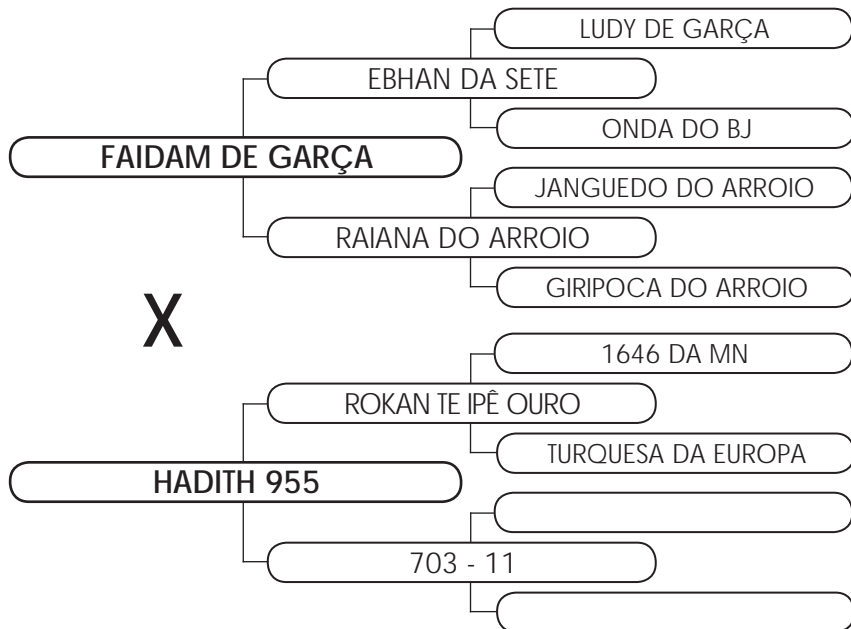 LUDY DE GARÇA
EBHAN DA SETE
ONDA DO BJ
FAIDAM DE GARÇA
JANGUEDO DO ARROIO
RAIANA DO ARROIO
GIRIPOCA DO ARROIO
X
1646 DA MN
ROKAN TE IPÊ OURO
TURQUESA DA EUROPA
HADITH 955
703 - 11